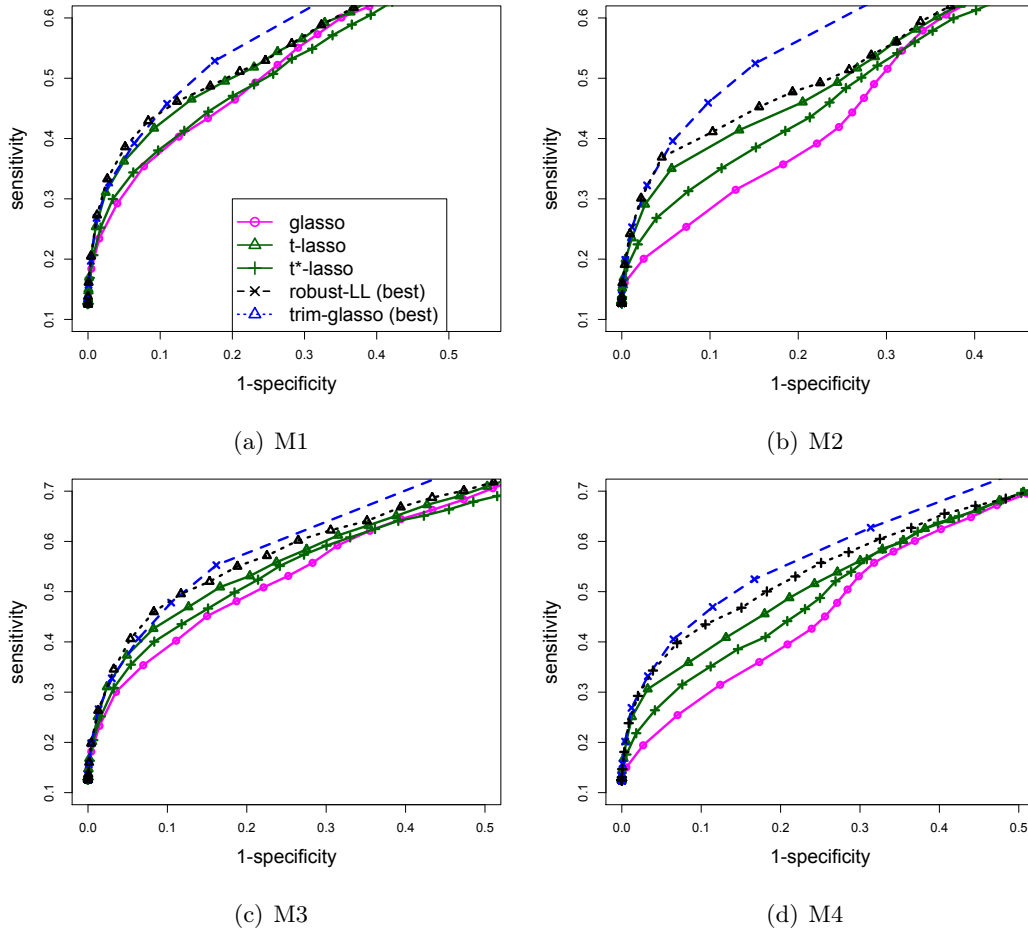 sensitivity
0.1 0.2 0.3 0.4 0.5 0.6
glasso
t-lasso
t*-lasso
robust-LL (best)
trim-glasso (best)
0.0 0.1 0.2 0.3 0.4 0.5
1-specificity
(a) M1
sensitivity
0.1 0.2 0.3 0.4 0.5 0.6
0.0 0.1 0.2 0.3 0.4
1-specificity
(b) M2
sensitivity
0.1 0.2 0.3 0.4 0.5 0.6 0.7
0.0 0.1 0.2 0.3 0.4 0.5
1-specificity
(c) M3
sensitivity
0.1 0.2 0.3 0.4 0.5 0.6 0.7
0.0 0.1 0.2 0.3 0.4 0.5
1-specificity
(d) M4